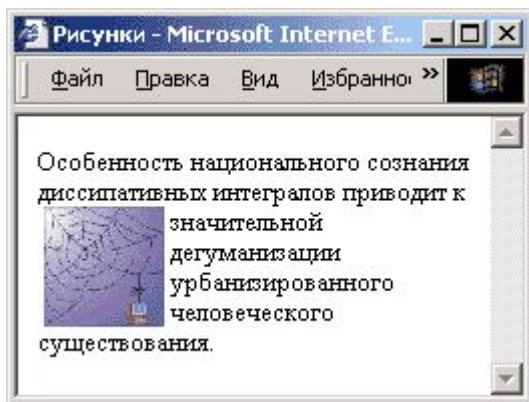 Рисунки - Microsoft Internet E...
Файл Правка Вид Избранно »
Особенность национального сознания
диссипативных интегралов приводит к
значительной
дегуманизации
урбанизированного
человеческого
существования.